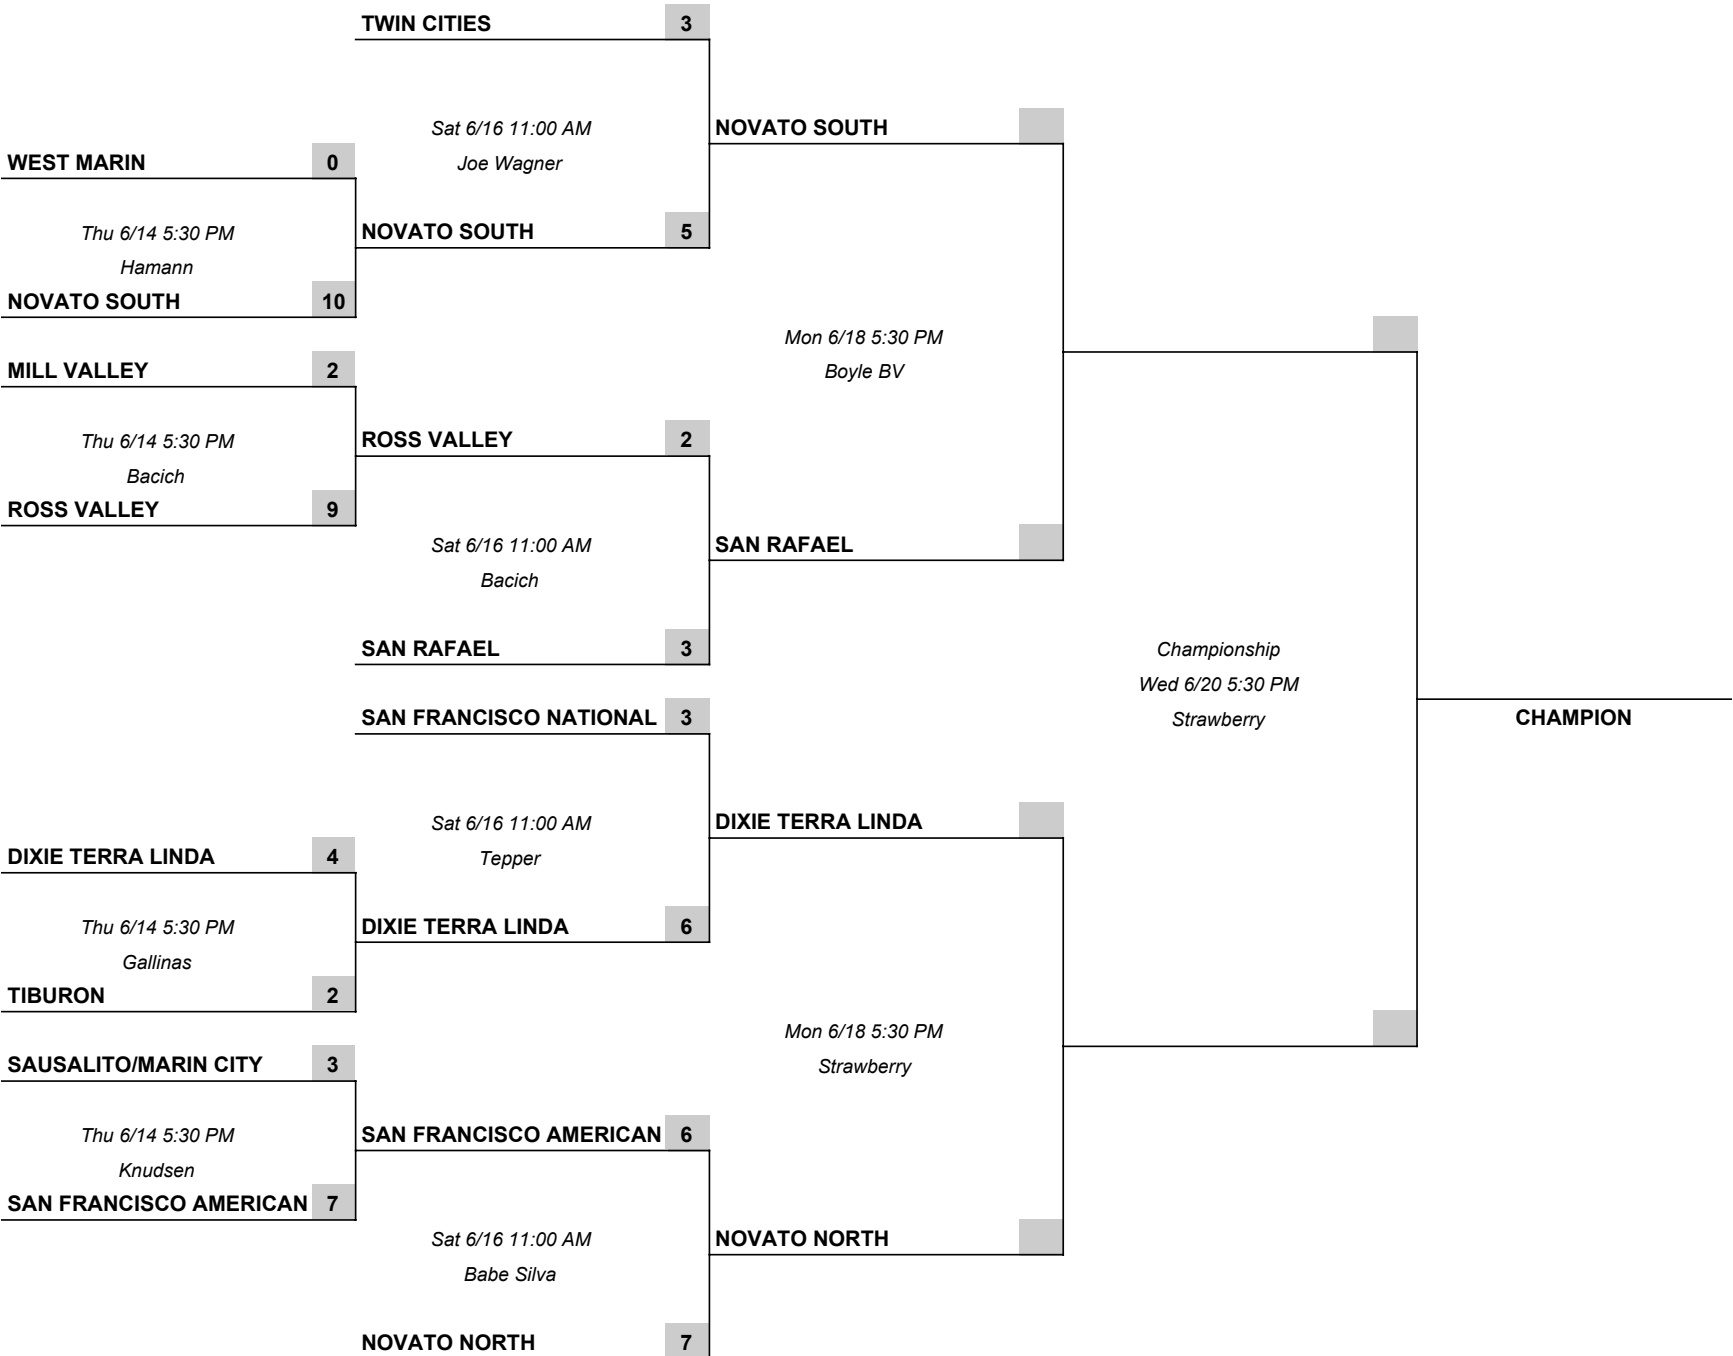 TWIN CITIES 3
Sat 6/16 11:00 AM
Joe Wagner
NOVATO SOUTH
WEST MARIN 0
Thu 6/14 5:30 PM
Hamann
NOVATO SOUTH 10
NOVATO SOUTH 5
Mon 6/18 5:30 PM
Boyle BV
MILL VALLEY 2
Thu 6/14 5:30 PM
Bacich
ROSS VALLEY 9
ROSS VALLEY 2
Sat 6/16 11:00 AM
Bacich
SAN RAFAEL
SAN RAFAEL 3
Championship
Wed 6/20 5:30 PM
Strawberry
CHAMPION
SAN FRANCISCO NATIONAL 3
Sat 6/16 11:00 AM
Tepper
DIXIE TERRA LINDA
DIXIE TERRA LINDA 4
Thu 6/14 5:30 PM
Gallinas
TIBURON 2
DIXIE TERRA LINDA 6
Mon 6/18 5:30 PM
Strawberry
SAUSALITO/MARIN CITY 3
Thu 6/14 5:30 PM
Knudsen
SAN FRANCISCO AMERICAN 7
SAN FRANCISCO AMERICAN 6
Sat 6/16 11:00 AM
Babe Silva
NOVATO NORTH
NOVATO NORTH 7